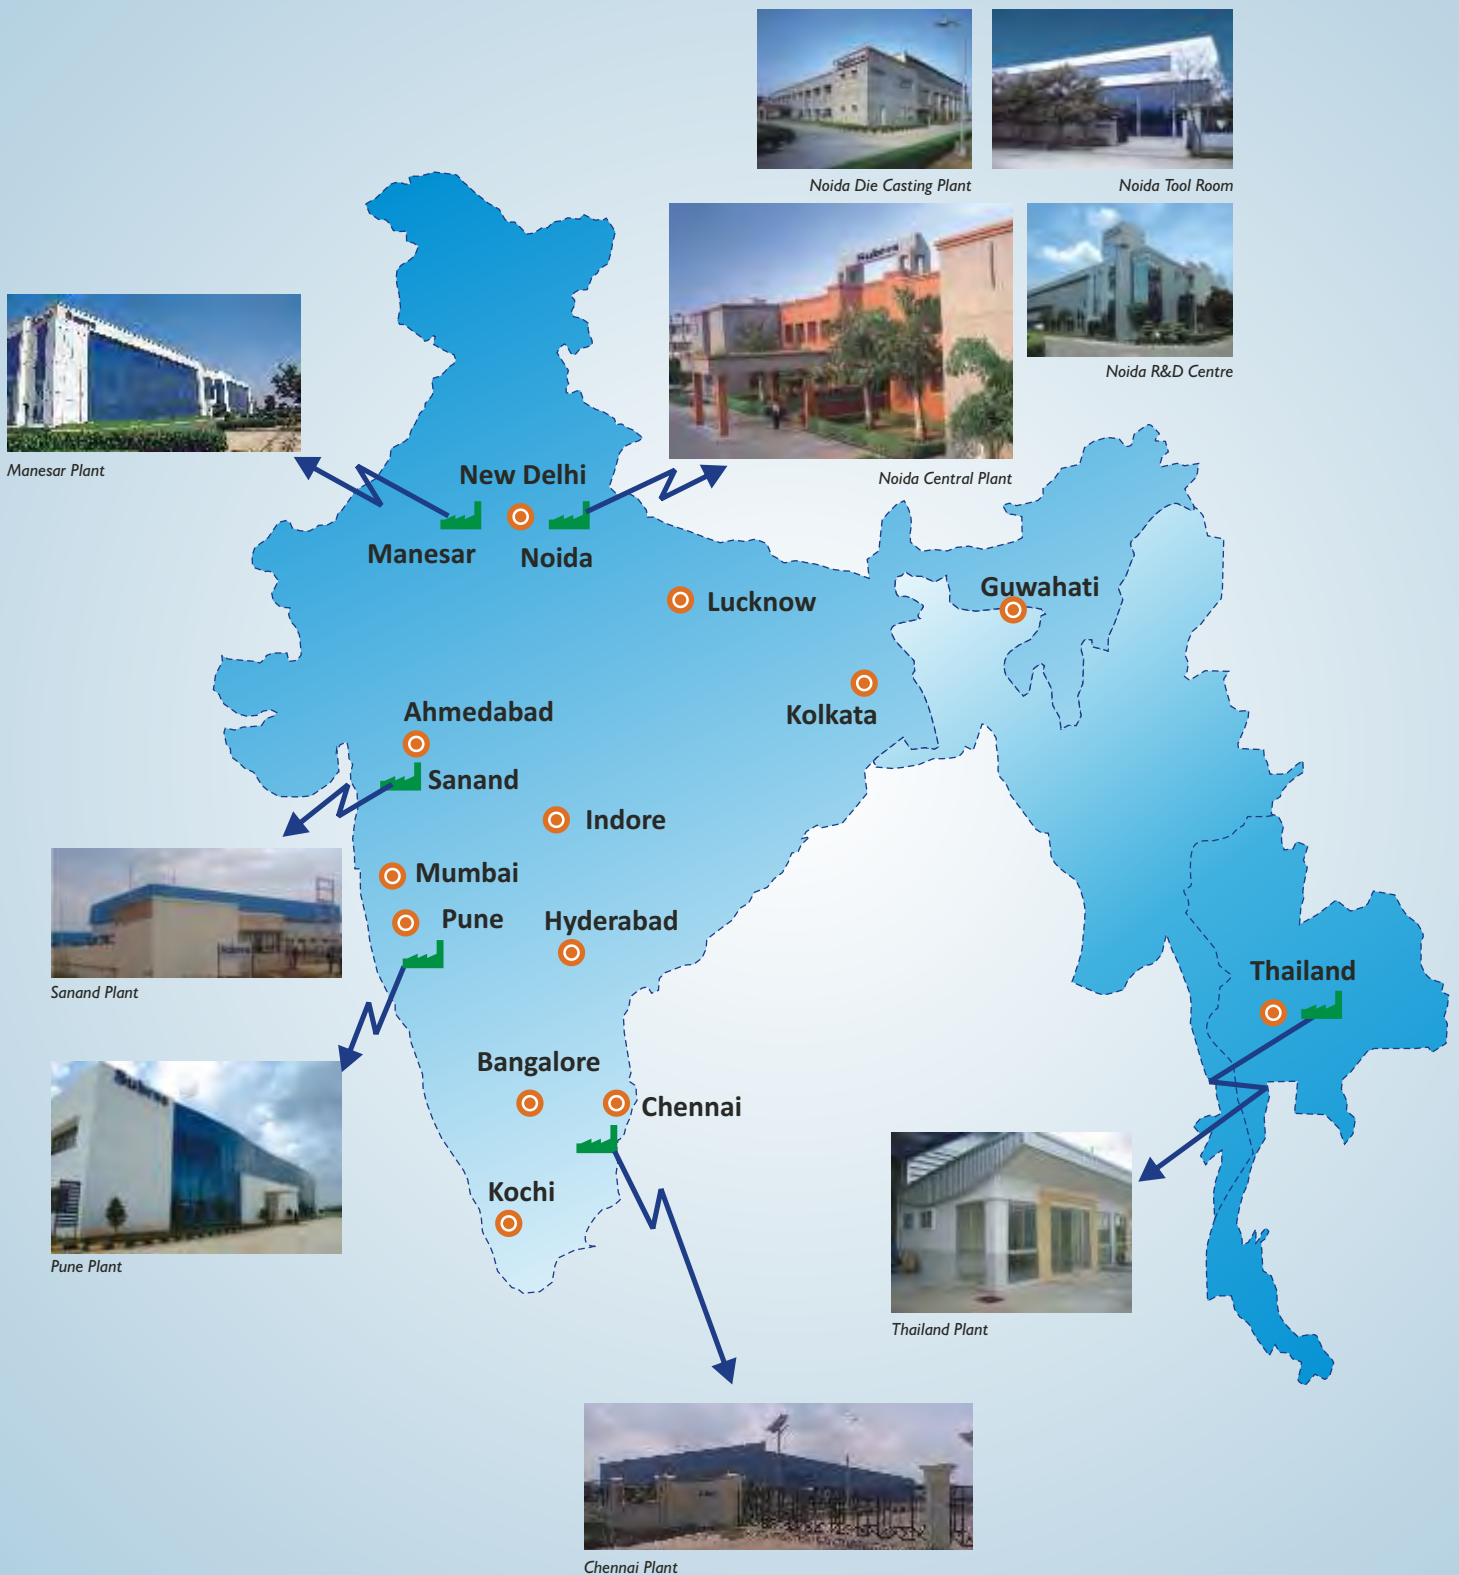 Noida Die Casting Plant
Noida Tool Room
Subros
Noida R&D Centre
Manesar Plant
Noida Central Plant
New Delhi
Manesar
Noida
Lucknow
Guwahati
Kolkata
Ahmedabad
Sanand
Indore
Mumbai
Pune
Hyderabad
Sanand Plant
Thailand
Bangalore
Chennai
Subros
Kochi
Pune Plant
Thailand Plant
Chennai Plant